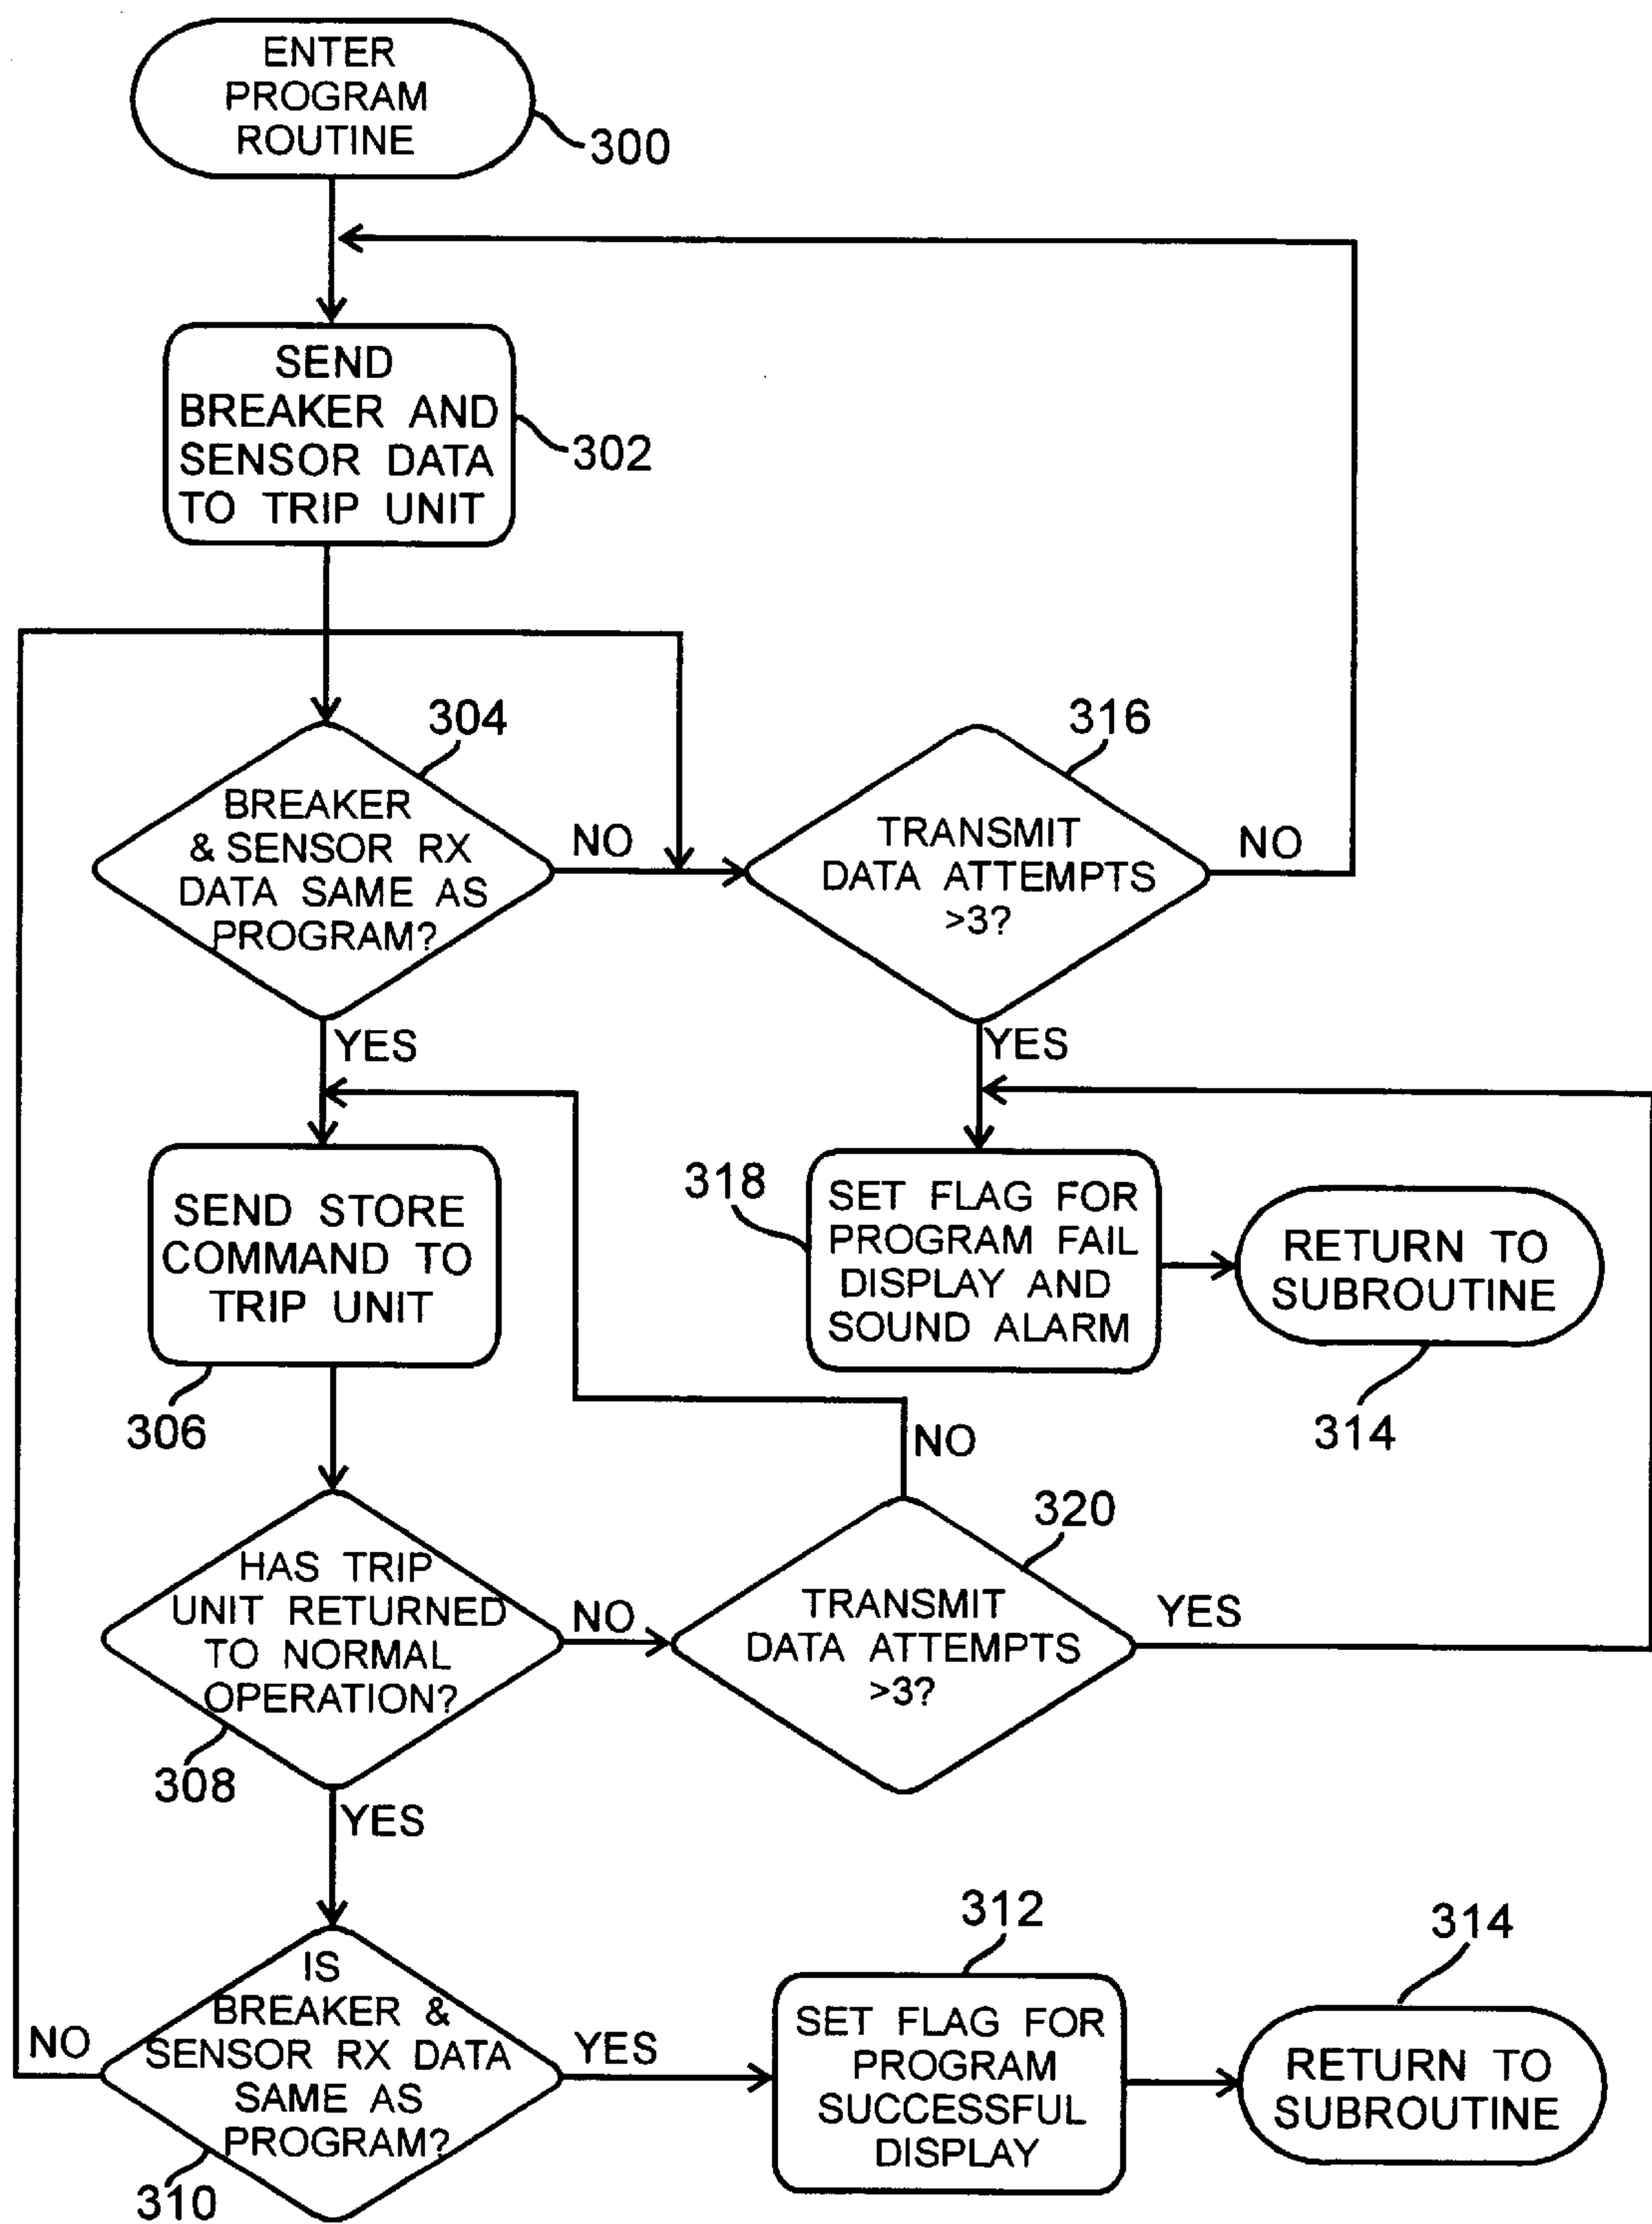 ENTER
PROGRAM
ROUTINE
300
SEND
BREAKER AND
SENSOR DATA
TO TRIP UNIT
302
304
BREAKER
& SENSOR RX
DATA SAME AS
PROGRAM?
NO
YES
316
TRANSMIT
DATA ATTEMPTS
>3?
NO
YES
SEND STORE
COMMAND TO
TRIP UNIT
306
318
SET FLAG FOR
PROGRAM FAIL
DISPLAY AND
SOUND ALARM
RETURN TO
SUBROUTINE
314
HAS TRIP
UNIT RETURNED
TO NORMAL
OPERATION?
308
NO
YES
NO
320
TRANSMIT
DATA ATTEMPTS
>3?
YES
IS
BREAKER &
SENSOR RX DATA
SAME AS
PROGRAM?
310
NO
YES
312
SET FLAG FOR
PROGRAM
SUCCESSFUL
DISPLAY
314
RETURN TO
SUBROUTINE